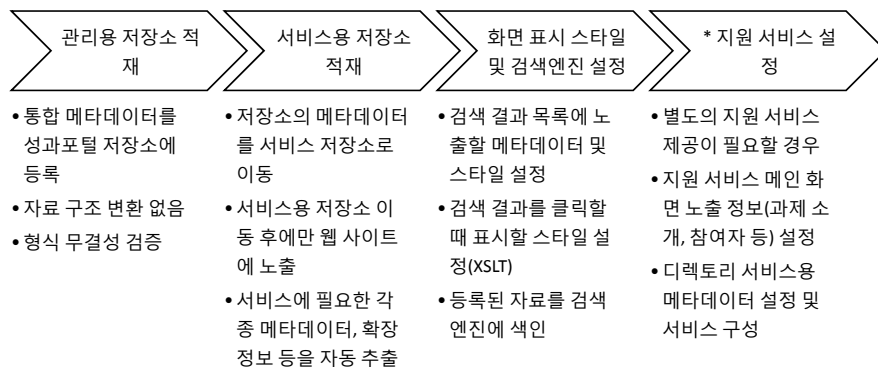 관리용 저장소 적
재
• 통합 메타데이터를
성과포털 저장소에
등록
• 자료 구조 변환 없음
• 형식 무결성 검증
서비스용 저장소
적재
• 저장소의 메타데이터
를 서비스 저장소로
이동
• 서비스용 저장소 이
동 후에만 웹 사이트
에 노출
• 서비스에 필요한 각
종 메타데이터, 확장
정보 등을 자동 추출
화면 표시 스타일
및 검색엔진 설정
• 검색 결과 목록에 노
출할 메타데이터 및
스타일 설정
• 검색 결과를 클릭할
때 표시할 스타일 설
정(XSLT)
• 등록된 자료를 검색
엔진에 색인
* 지원 서비스 설
정
• 별도의 지원 서비스
제공이 필요할 경우
• 지원 서비스 메인 화
면 노출 정보(과제 소
개, 참여자 등) 설정
• 디렉토리 서비스용
메타데이터 설정 및
서비스 구성